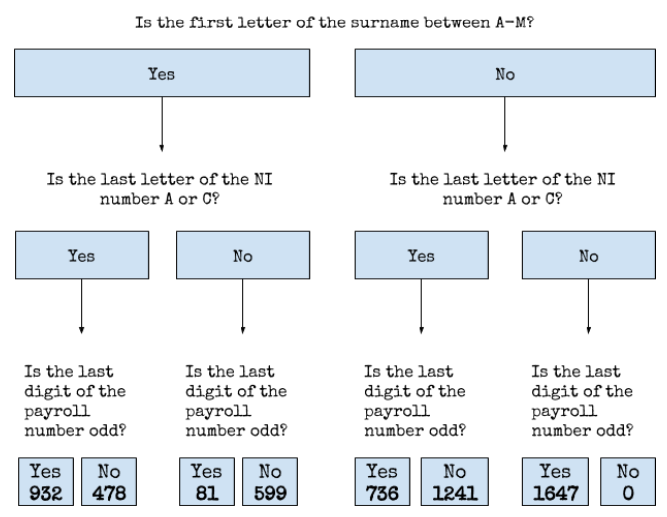 Is the first letter of the surname between A-M?
Yes
No
Is the last letter of the NI
number A or C?
Is the last letter of the NI
number A or C?
Yes
No
Yes
No
Is the last
digit of the
payroll
number odd?
Is the last
digit of the
payroll
number odd?
Is the last
digit of the
payroll
number odd?
Is the last
digit of the
payroll
number odd?
Yes
932
No
478
Yes
81
No
599
Yes
736
No
1241
Yes
1647
No
0